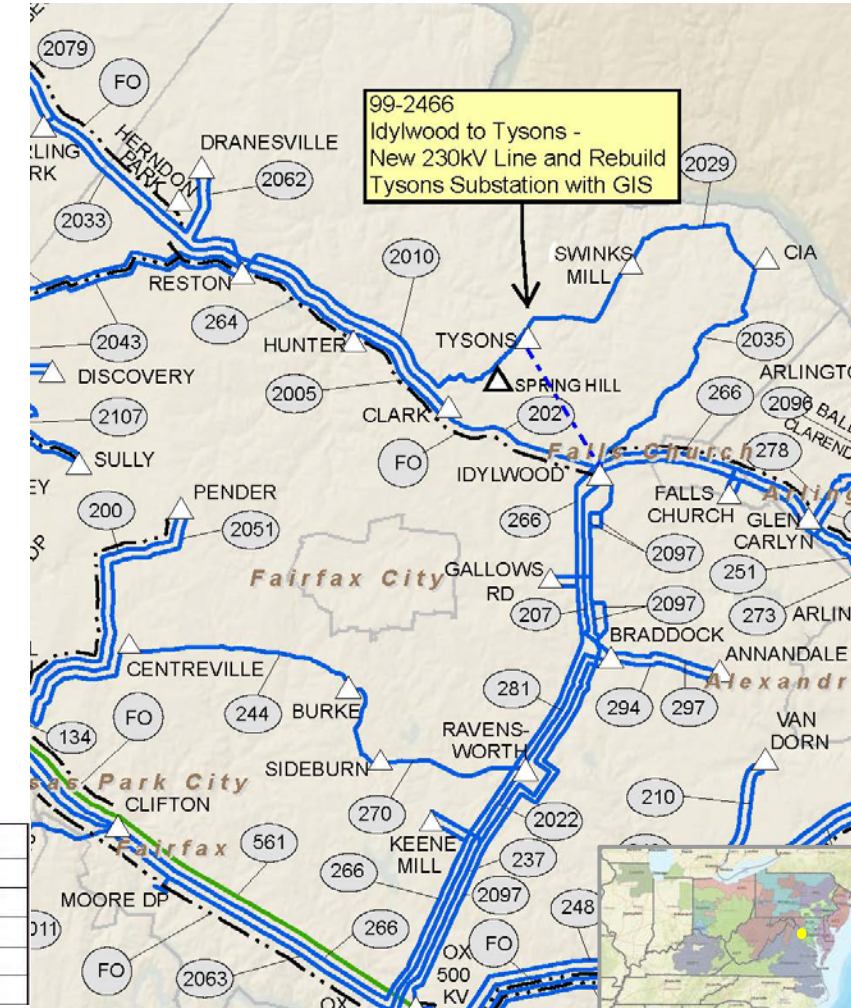 2079
FO
HERNDON
PARK
DRANESVILLE
2062
2033
99-2466
Idylwood to Tysons -
New 230kV Line and Rebuild
Tysons Substation with GIS
2029
RESTON
264
2010
SWINKS
MILL
CIA
2043
HUNTER
TYSONS
2035
DISCOVERY
2005
SPRING HILL
266
2096
2107
CLARK
202
SULLY
FO
IDYLWOOD
Falls Church
278
PENDER
200
2051
266
FALLS
CHURCH
GLEN
CARLYN
2097
251
Fairfax City
GALLOWS
RD
207
2097
273
BRADDOCK
ANNANDALE
CENTREVILLE
281
294
297
244
BURKE
FO
134
RAVENS-
WORTH
VAN
DORN
SIDEBURN
Park City
CLIFTON
Fairfax
270
210
561
KEENE
MILL
2022
266
237
2097
MOORE DP
248
266
FO
2063
OX
500
KV
FO
OX